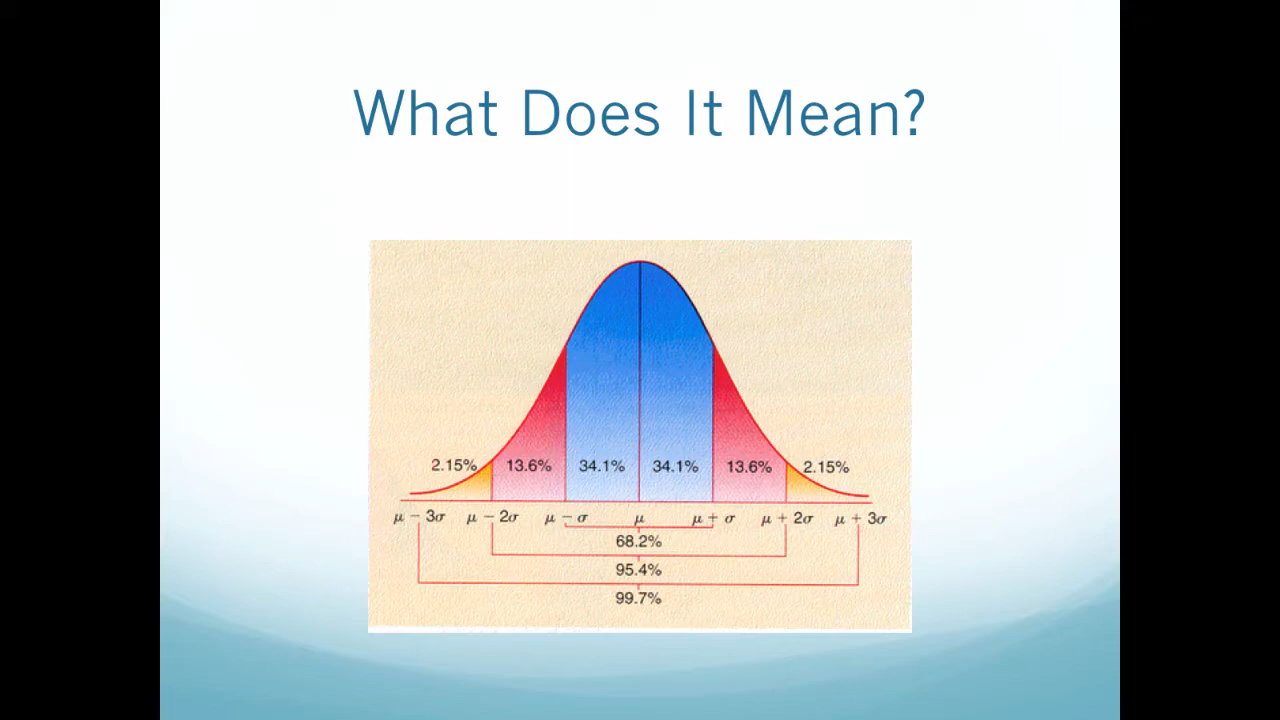 What Does It Mean?
2.15% 13.6% 34.1% 34.1% 13.6% 2.15%
μ − 3σ μ − 2σ μ − σ μ μ + σ μ + 2σ μ + 3σ
68.2%
95.4%
99.7%